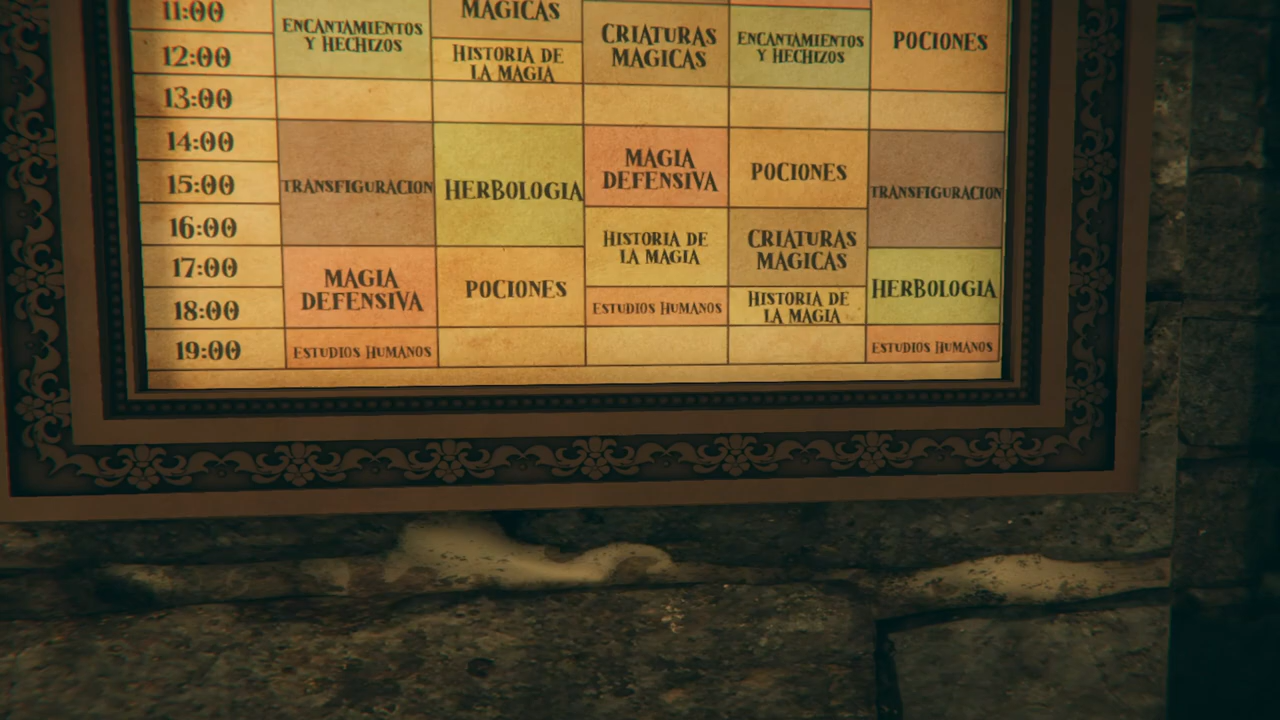 11:00
ENCANTAMIENTOS
Y HECHIZOS
MAGICAS
CRIATURAS
MAGICAS
ENCANTAMIENTOS
Y HECHIZOS
POCIONES
12:00
HISTORIA DE
LA MAGIA
13:00
14:00
TRANSFIGURACION
HERBOLOGIA
MAGIA
DEFENSIVA
POCIONES
TRANSFIGURACION
15:00
16:00
HISTORIA DE
LA MAGIA
CRIATURAS
MAGICAS
17:00
MAGIA
DEFENSIVA
POCIONES
HERBOLOGIA
18:00
ESTUDIOS HUMANOS
HISTORIA DE
LA MAGIA
19:00
ESTUDIOS HUMANOS
ESTUDIOS HUMANOS